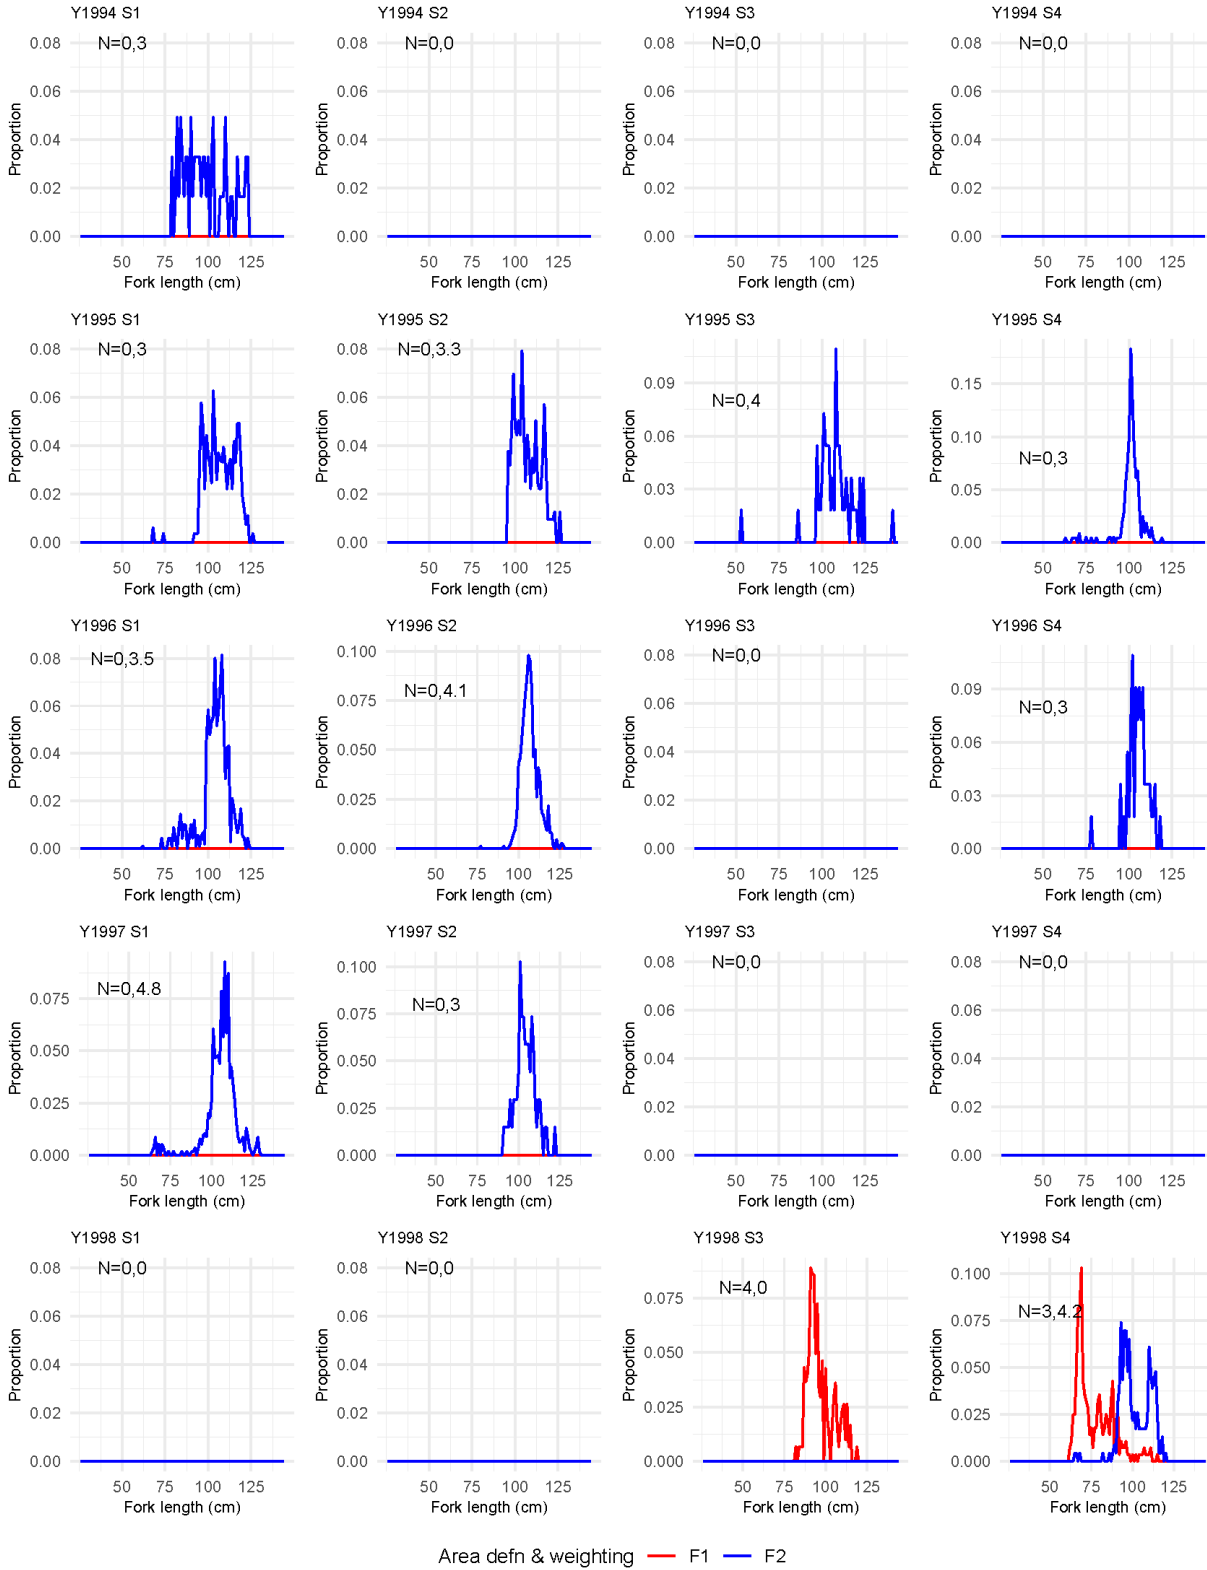 Y1994 S1 Y1994 S2 Y1994 S3 Y1994 S4
N=0,3 N=0,0 N=0,0 N=0,0
0.08 0.08 0.08 0.08
0.06 0.06 0.06 0.06
0.04 0.04 0.04 0.04
0.02 0.02 0.02 0.02
0.00 0.00 0.00 0.00
Proportion Proportion Proportion Proportion
50 75 100 125 50 75 100 125 50 75 100 125 50 75 100 125
Fork length (cm) Fork length (cm) Fork length (cm) Fork length (cm)
Y1995 S1 Y1995 S2 Y1995 S3 Y1995 S4
N=0,3 N=0,3.3 N=0,4 N=0,3
0.08 0.08 0.09 0.15
0.06 0.06 0.06 0.10
0.04 0.04 0.03 0.05
0.02 0.02 0.00 0.00
0.00 0.00
Proportion Proportion Proportion Proportion
50 75 100 125 50 75 100 125 50 75 100 125 50 75 100 125
Fork length (cm) Fork length (cm) Fork length (cm) Fork length (cm)
Y1996 S1 Y1996 S2 Y1996 S3 Y1996 S4
N=0,3.5 N=0,4.1 N=0,0 N=0,3
0.08 0.100 0.08 0.09
0.06 0.075 0.06 0.06
0.04 0.050 0.04 0.03
0.02 0.025 0.02 0.00
0.00 0.000 0.00
Proportion Proportion Proportion Proportion
50 75 100 125 50 75 100 125 50 75 100 125 50 75 100 125
Fork length (cm) Fork length (cm) Fork length (cm) Fork length (cm)
Y1997 S1 Y1997 S2 Y1997 S3 Y1997 S4
N=0,4.8 N=0,3 N=0,0 N=0,0
0.075 0.100 0.08 0.08
0.050 0.075 0.06 0.06
0.025 0.050 0.04 0.04
0.000 0.025 0.02 0.02
0.000 0.00 0.00
Proportion Proportion Proportion Proportion
50 75 100 125 50 75 100 125 50 75 100 125 50 75 100 125
Fork length (cm) Fork length (cm) Fork length (cm) Fork length (cm)
Y1998 S1 Y1998 S2 Y1998 S3 Y1998 S4
N=0,0 N=0,0 N=4,0 N=3,4.2
0.08 0.08 0.075 0.100
0.06 0.06 0.050 0.075
0.04 0.04 0.025 0.050
0.02 0.02 0.000 0.025
0.00 0.00 0.000
Proportion Proportion Proportion Proportion
50 75 100 125 50 75 100 125 50 75 100 125 50 75 100 125
Fork length (cm) Fork length (cm) Fork length (cm) Fork length (cm)
Area defn & weighting F1 F2